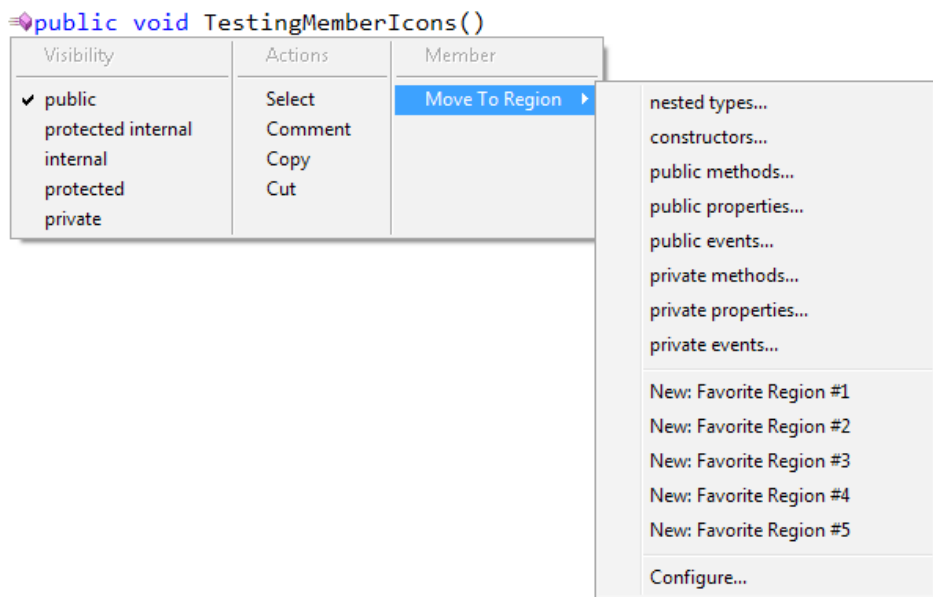 public void TestingMemberIcons()
Visibility
public
protected internal
internal
protected
private
Actions
Select
Comment
Copy
Cut
Member
Move To Region
nested types...
constructors...
public methods...
public properties...
public events...
private methods...
private properties...
private events...
New: Favorite Region #1
New: Favorite Region #2
New: Favorite Region #3
New: Favorite Region #4
New: Favorite Region #5
Configure...